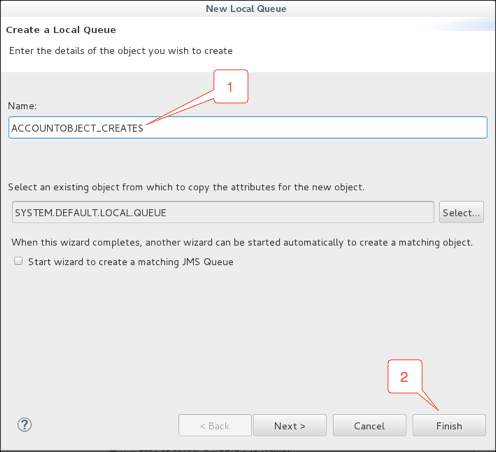 New Local Queue
Create a Local Queue
Enter the details of the object you wish to create
1
Name:
ACCOUNTOBJECT_CREATES
Select an existing object from which to copy the attributes for the new object.
SYSTEM.DEFAULT.LOCAL.QUEUE
Select...
When this wizard completes, another wizard can be started automatically to create a matching object.
Start wizard to create a matching JMS Queue
2
?
< Back
Next >
Cancel
Finish